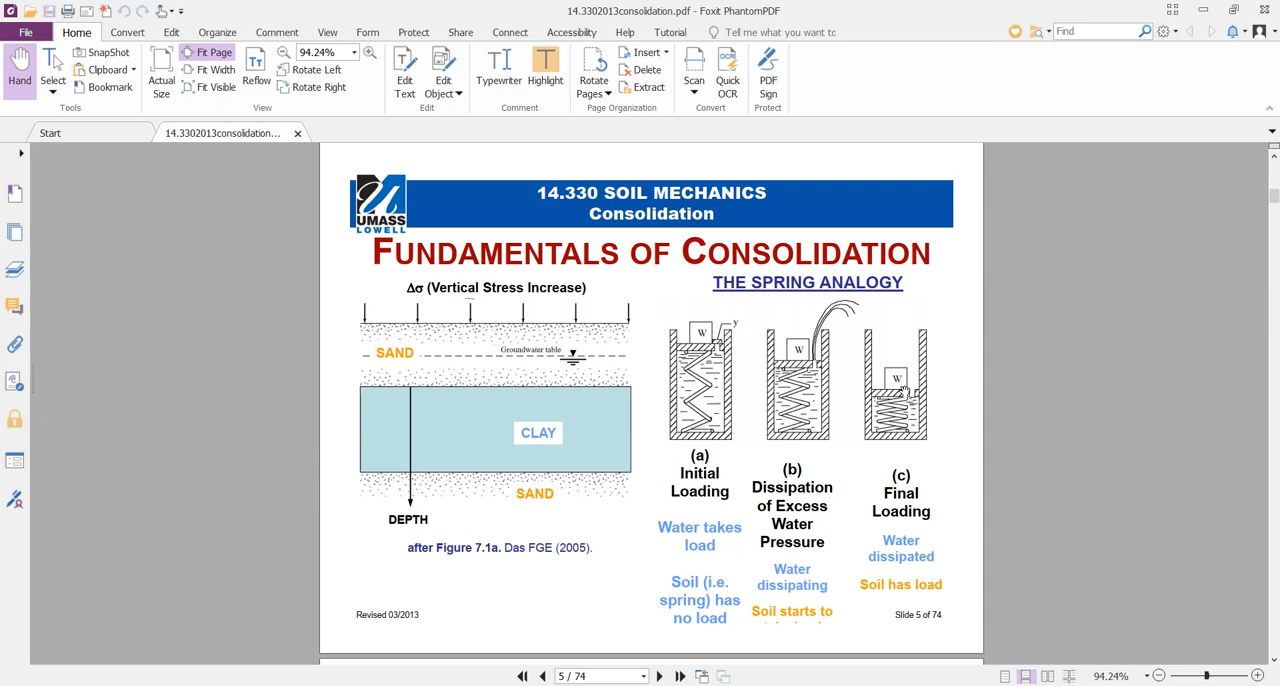 14.3302013consolidation.pdf - Foxit PhantomPDF
File Home Convert Edit Organize Comment View Form Protect Share Connect Accessibility Help Tutorial Tell me what you want tc Find
Hand
Select
SnapShot
Clipboard
Bookmark
Tools
Actual
Size
Fit Page
Fit Width
Fit Visible
Reflow
94.24%
Rotate Left
Rotate Right
View
Edit
Text
Edit
Object
Edit
Typewriter
Highlight
Comment
Rotate
Pages
Insert
Delete
Extract
Page Organization
Scan
Quick
OCR
Convert
PDF
Sign
Protect
Start
14.3302013consolidation...
UMASS
LOWELL
14.330 SOIL MECHANICS
Consolidation
FUNDAMENTALS OF CONSOLIDATION
Δσ (Vertical Stress Increase)
SAND
Groundwater table
CLAY
SAND
DEPTH
after Figure 7.1a. Das FGE (2005).
THE SPRING ANALOGY
W
y
W
W
(a)
Initial
Loading
Water takes
load
Soil (i.e.
spring) has
no load
(b)
Dissipation
of Excess
Water
Pressure
Water
dissipating
Soil starts to
(c)
Final
Loading
Water
dissipated
Soil has load
Revised 03/2013
Slide 5 of 74
5 / 74
94.24%